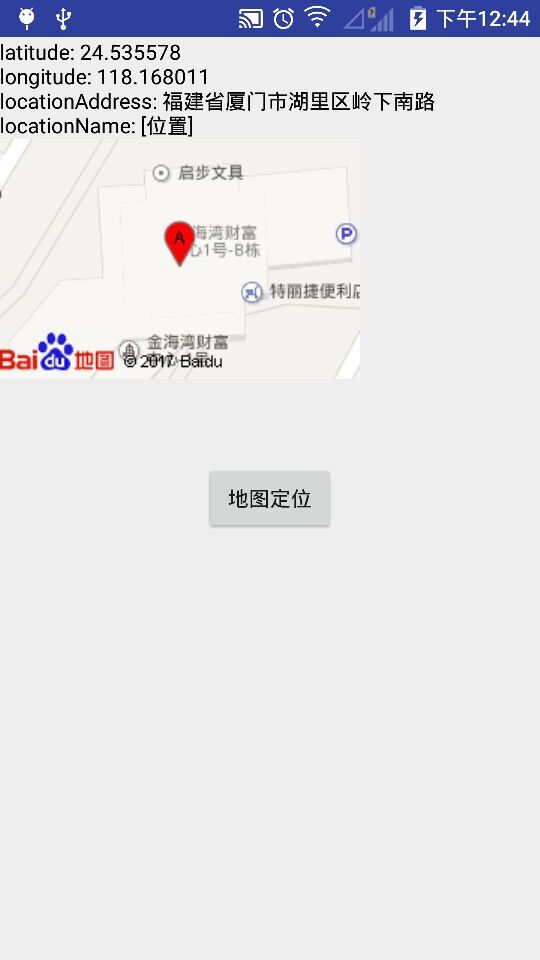 下午12:44
latitude: 24.535578
longitude: 118.168011
locationAddress: 福建省厦门市湖里区岭下南路
locationName: [位置]
启步文具
A
海湾财富
心1号-B栋
P
特丽捷便利店
金海湾财富
Bai du 地图
© 2017 Baidu
地图定位